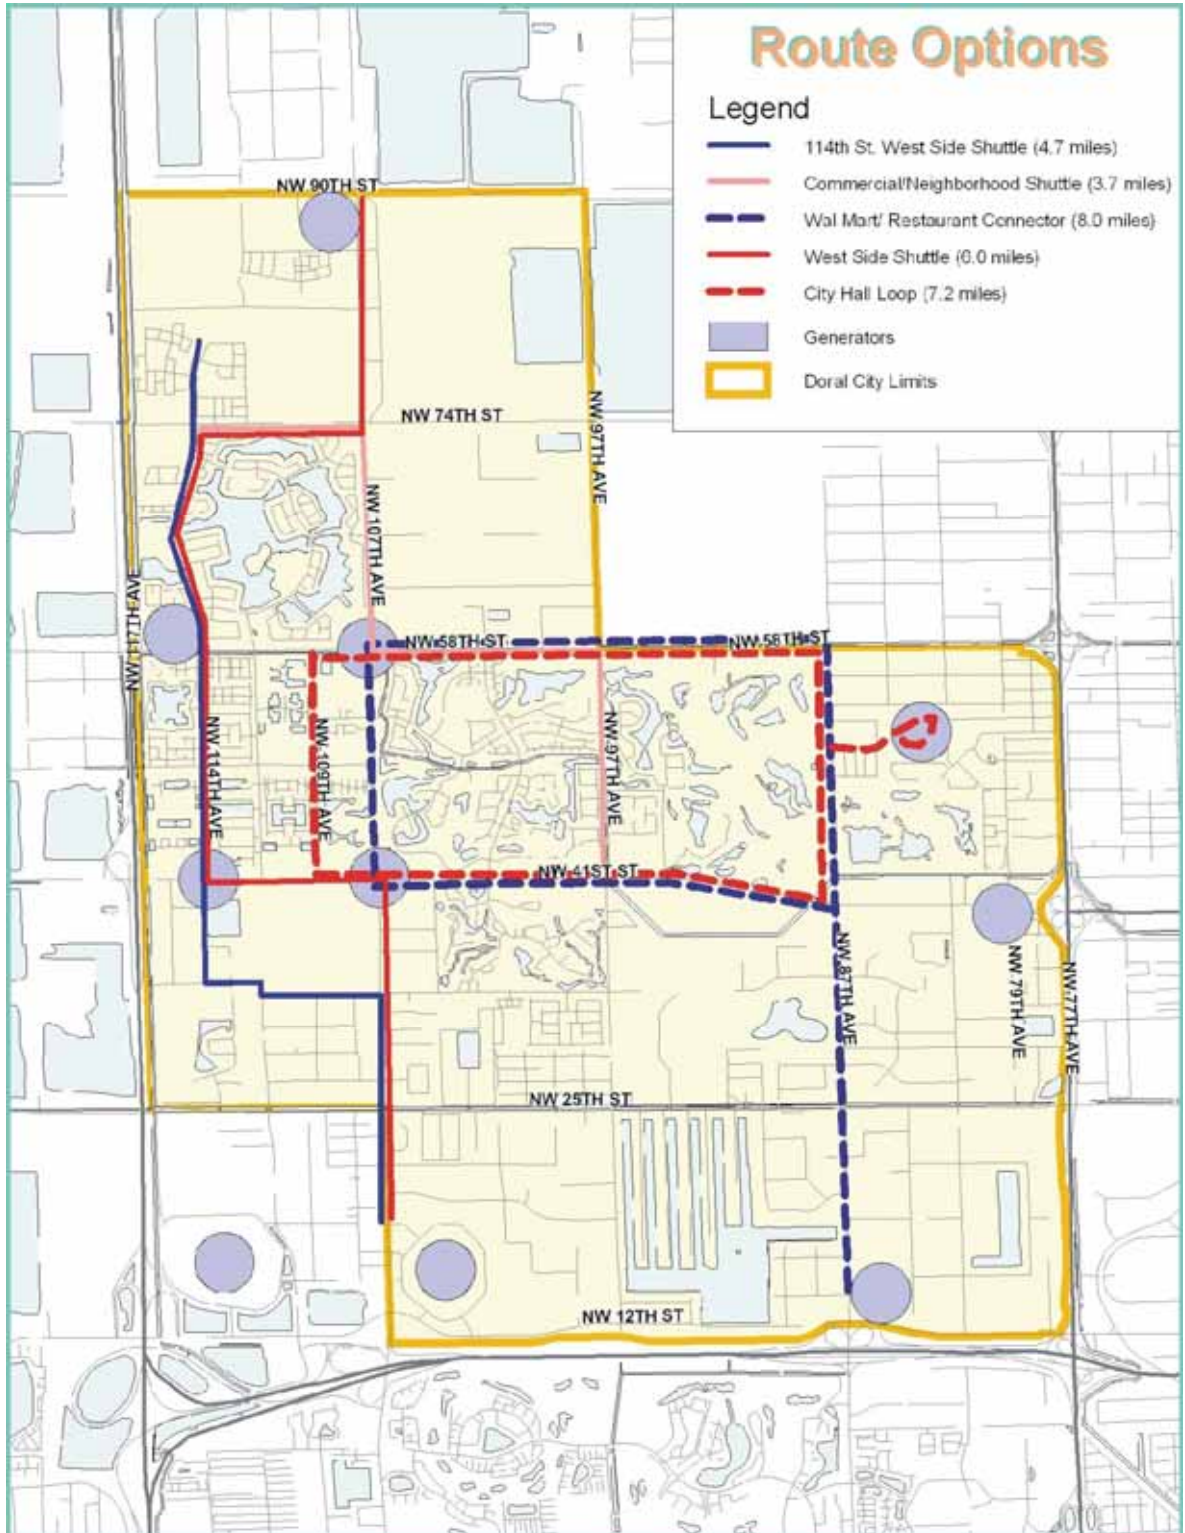 Route Options
Legend
114th St. West Side Shuttle (4.7 miles)
Commercial/Neighborhood Shuttle (3.7 miles)
Wal Mart/ Restaurant Connector (8.0 miles)
West Side Shuttle (6.0 miles)
City Hall Loop (7.2 miles)
Generators
Doral City Limits
NW 90TH ST
NW 74TH ST
NW 97TH AVE
NW 107TH AVE
NW 117TH AVE
NW 58TH ST
NW 58TH ST
NW 114TH AVE
NW 109TH AVE
NW 97TH AVE
NW 41ST ST
NW 87TH AVE
NW 79TH AVE
NW 77TH AVE
NW 25TH ST
NW 12TH ST